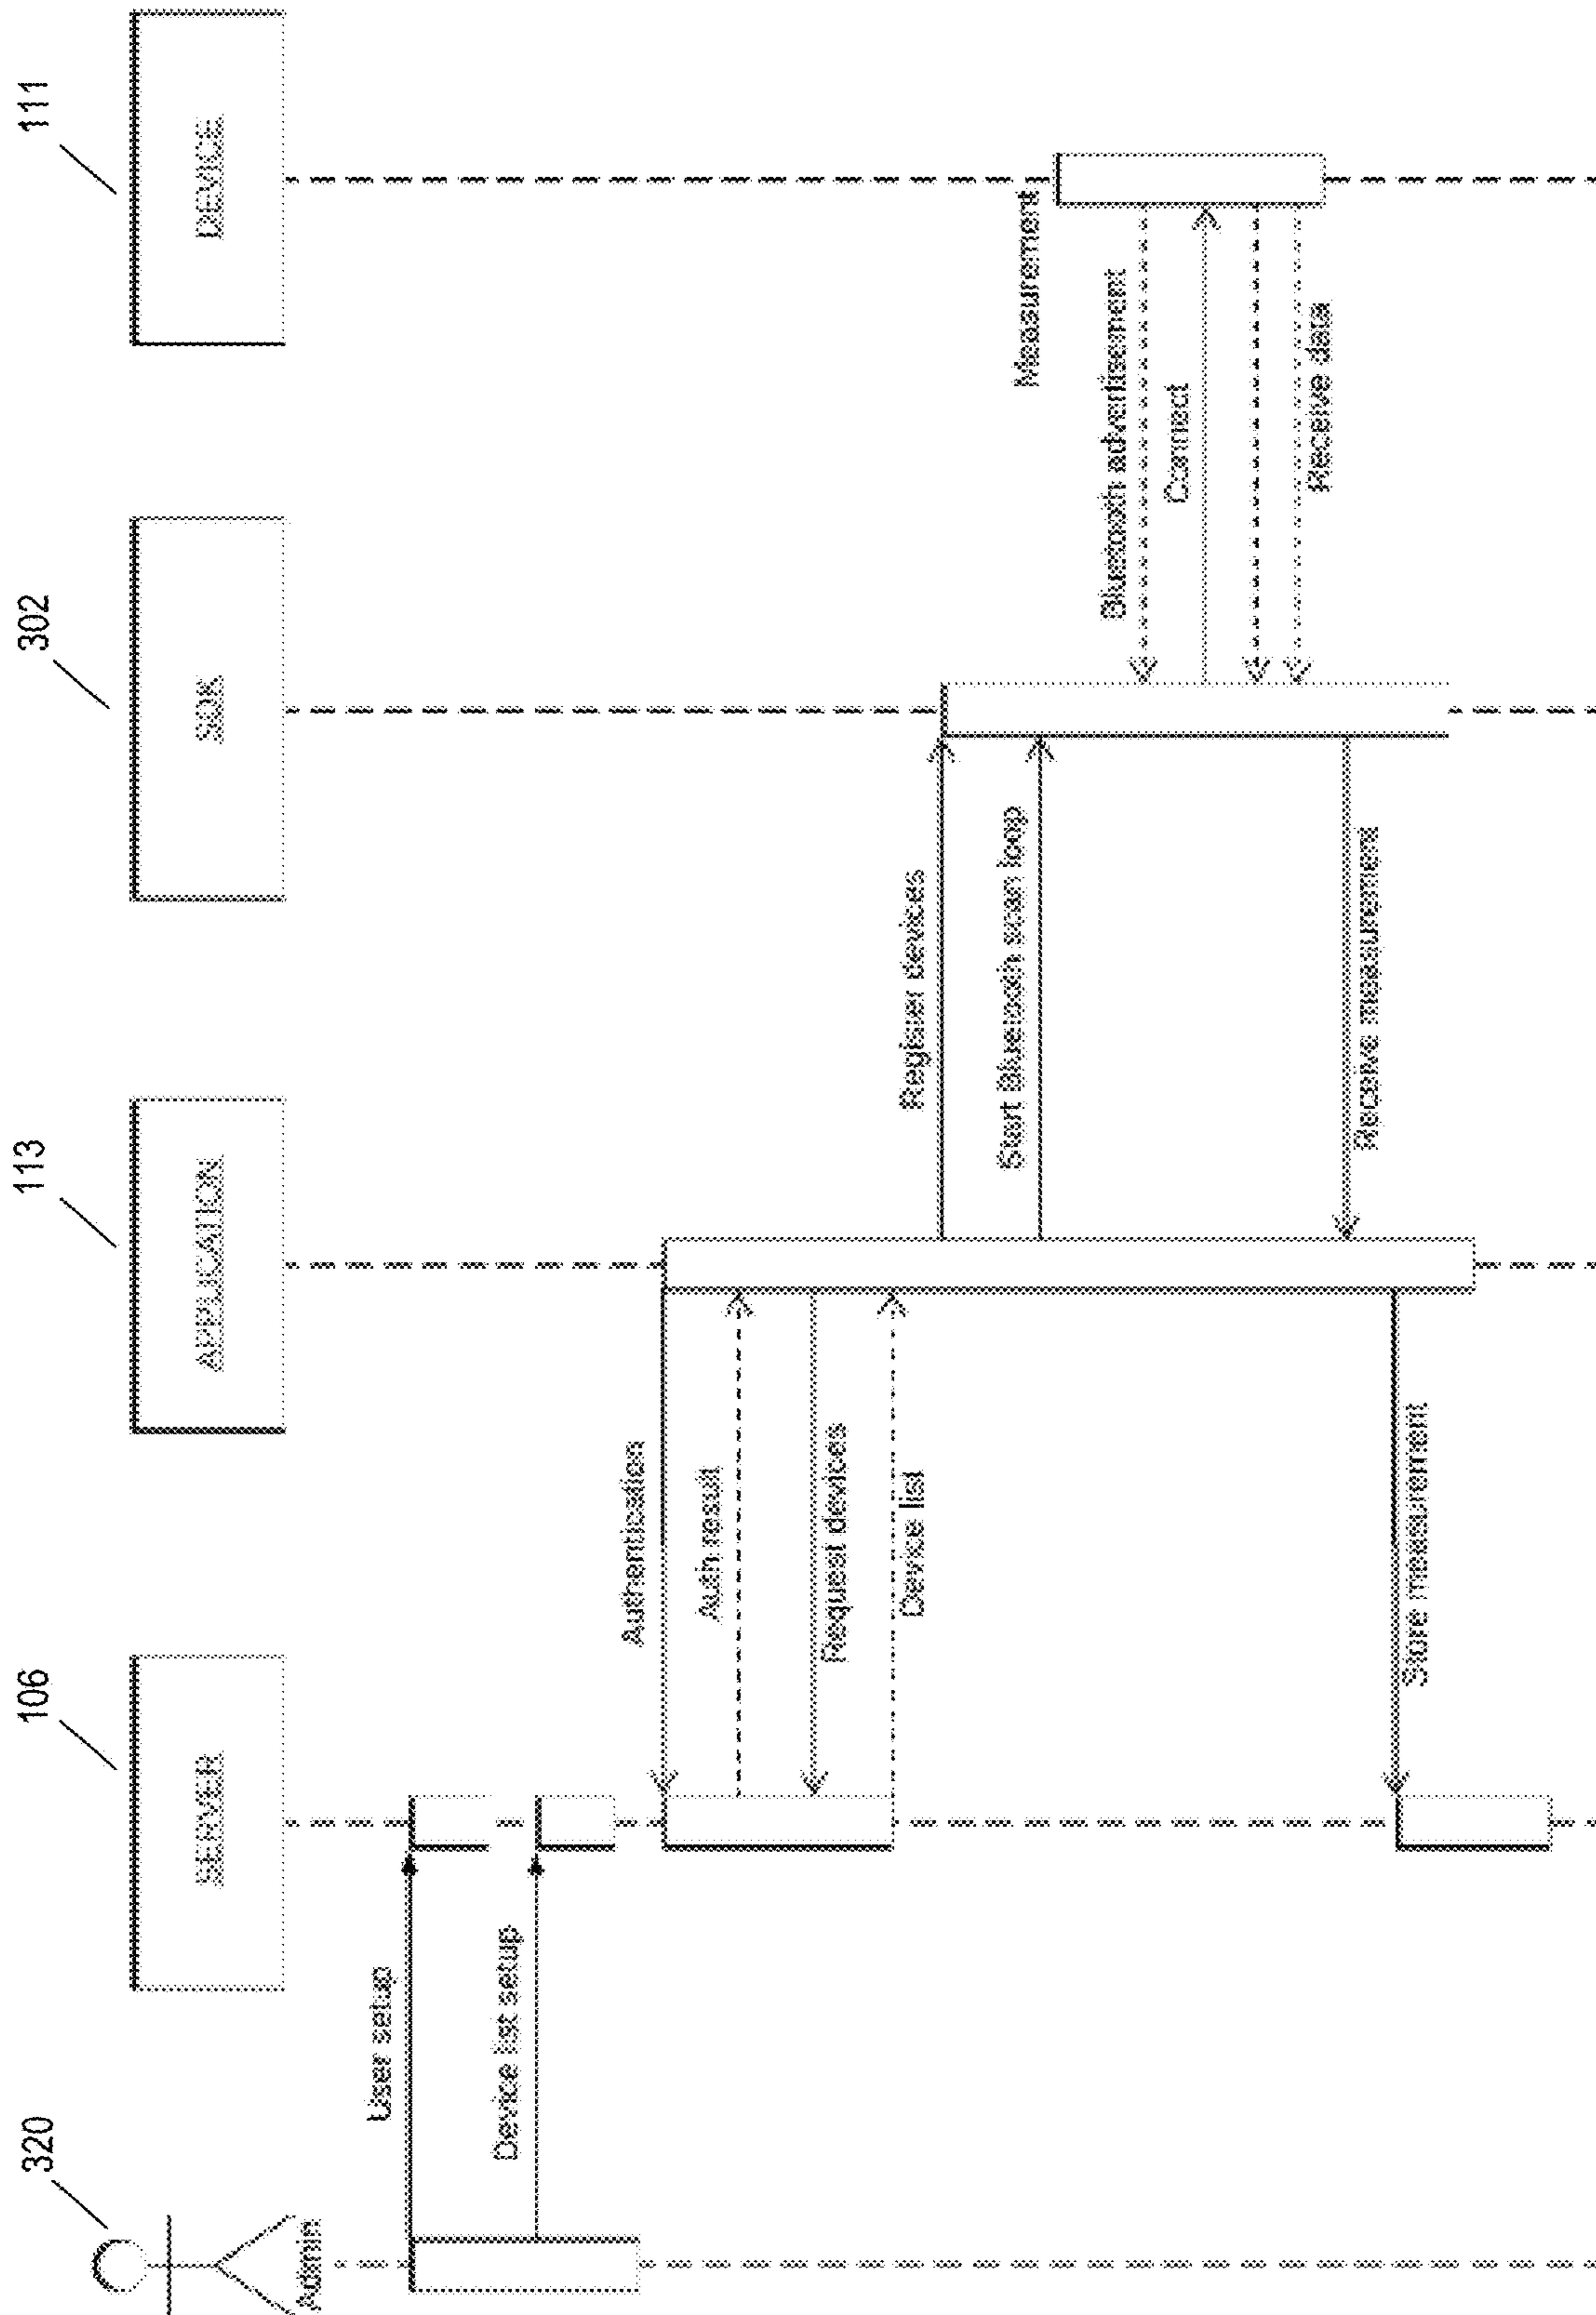 320
106
113
302
111
Admin
SERVER
APPLICATION
SDK
DEVICE
User setup
Device list setup
Authentication
Auth result
Request devices
Device list
Register devices
Start Bluetooth scan loop
Measurement
Bluetooth advertisement
Connect
Receive data
Receive measurement
Store measurement